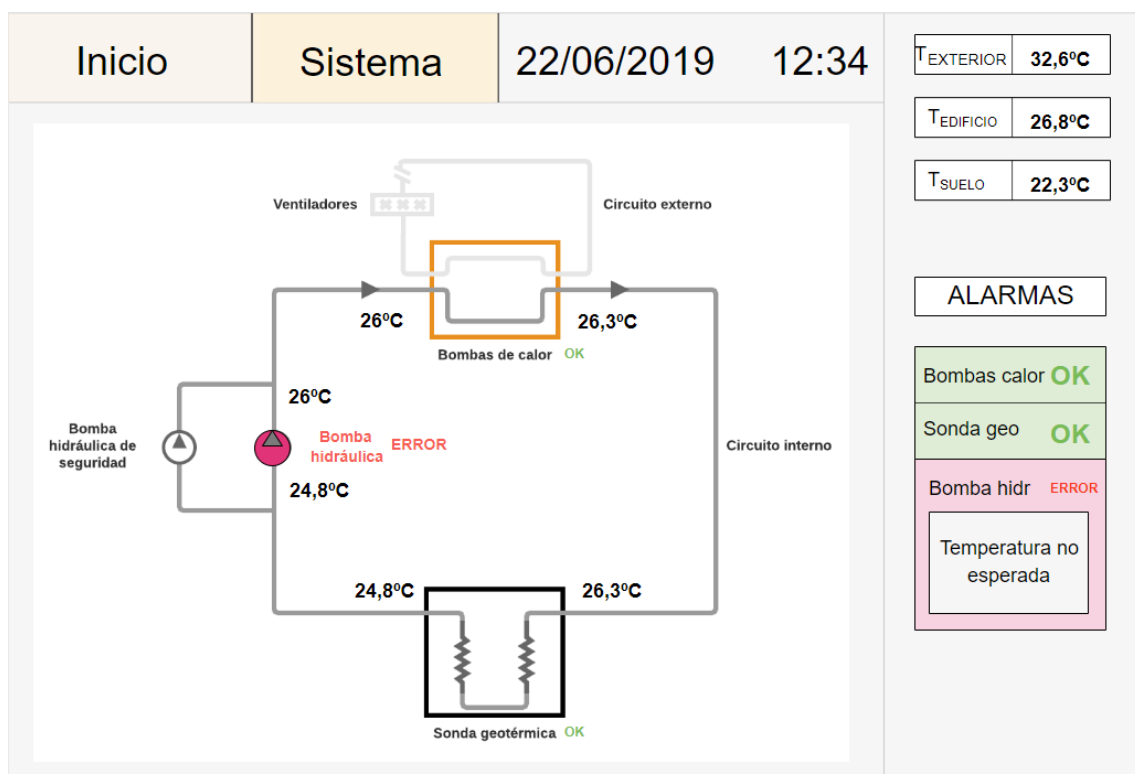 Inicio
Sistema
22/06/2019 12:34
TEXTERIOR 32,6ºC
TEDIFICIO 26,8ºC
TSUELO 22,3ºC
Ventiladores
Circuito externo
26ºC
26,3ºC
Bombas de calor OK
26ºC
Bomba
hidráulica de
seguridad
Bomba
hidráulica
ERROR
24,8ºC
Circuito interno
24,8ºC
26,3ºC
Sonda geotérmica OK
ALARMAS
Bombas calor OK
Sonda geo OK
Bomba hidr ERROR
Temperatura no
esperada